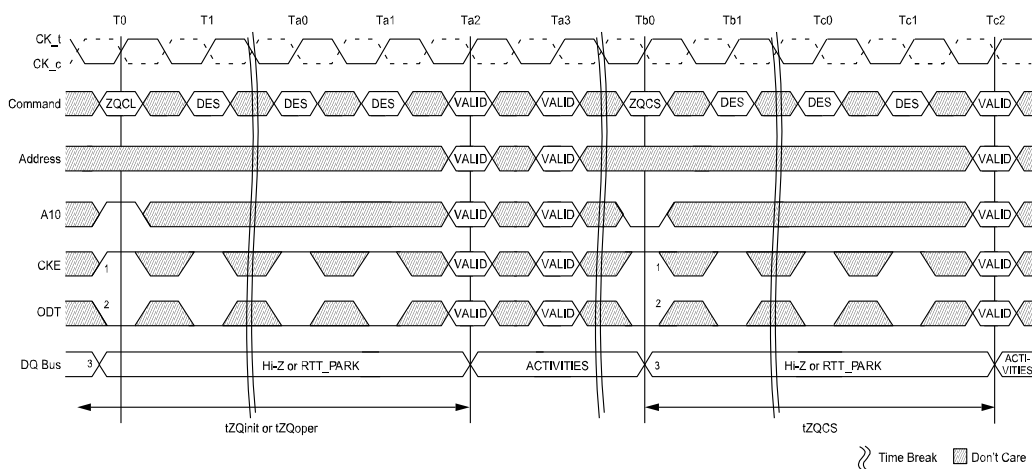 T0 T1 Ta0 Ta1 Ta2 Ta3 Tb0 Tb1 Tc0 Tc1 Tc2
CK_t
CK_c
Command ZQCL DES DES DES VALID VALID ZQCS DES DES DES VALID
Address VALID VALID VALID
A10 VALID VALID VALID
CKE 1 VALID VALID 1 VALID
ODT 2 VALID VALID 2 VALID
DQ Bus 3 Hi-Z or RTT_PARK ACTIVITIES 3 Hi-Z or RTT_PARK ACTI-
VITIES
tZQinit or tZQoper tZQCS
Time Break Don't Care